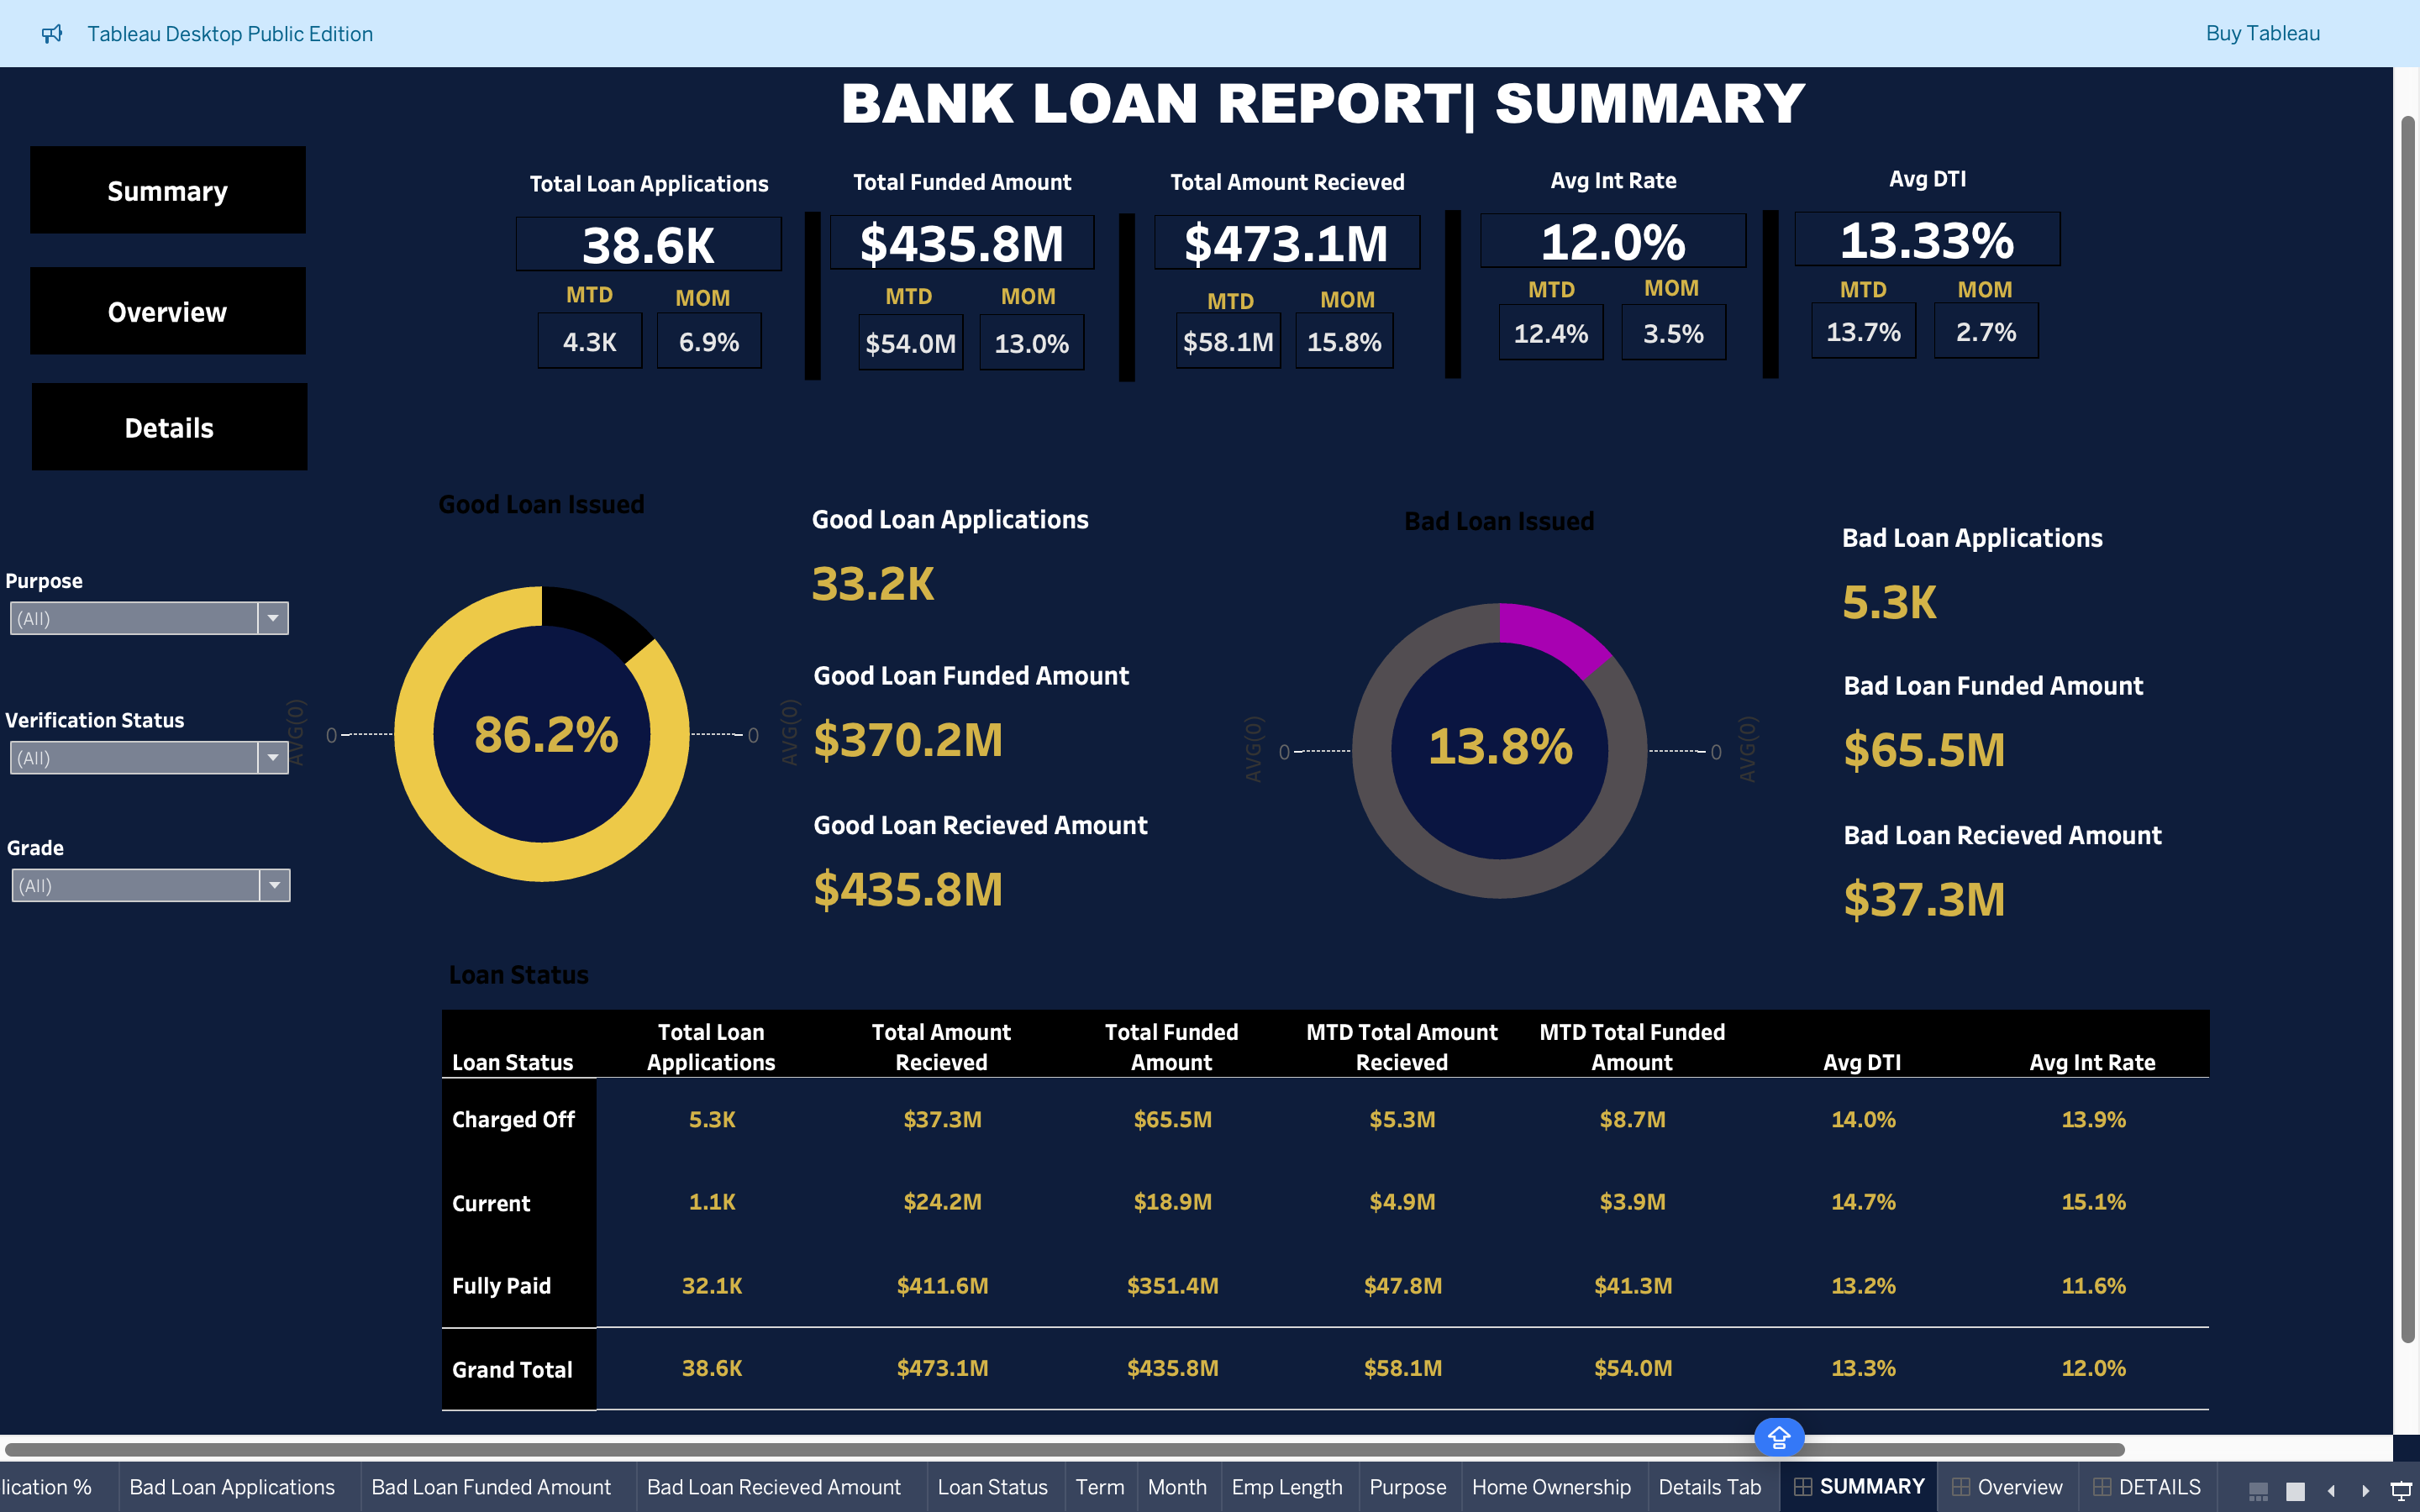 Tableau Desktop Public Edition
Buy Tableau
BANK LOAN REPORT| SUMMARY
Summary
Overview
Details
Total Loan Applications
38.6K
MTD MOM
4.3K 6.9%
Total Funded Amount
$435.8M
MTD MOM
$54.0M 13.0%
Total Amount Recieved
$473.1M
MTD MOM
$58.1M 15.8%
Avg Int Rate
12.0%
MTD MOM
12.4% 3.5%
Avg DTI
13.33%
MTD MOM
13.7% 2.7%
Purpose
(All)
Verification Status
(All)
Grade
(All)
Good Loan Issued
AVG(0) 0 86.2% 0 AVG(0)
Good Loan Applications
33.2K
Good Loan Funded Amount
$370.2M
Good Loan Recieved Amount
$435.8M
Bad Loan Issued
AVG(0) 0 13.8% 0 AVG(0)
Bad Loan Applications
5.3K
Bad Loan Funded Amount
$65.5M
Bad Loan Recieved Amount
$37.3M
Loan Status
Loan Status Total Loan Applications Total Amount Recieved Total Funded Amount MTD Total Amount Recieved MTD Total Funded Amount Avg DTI Avg Int Rate
Charged Off 5.3K $37.3M $65.5M $5.3M $8.7M 14.0% 13.9%
Current 1.1K $24.2M $18.9M $4.9M $3.9M 14.7% 15.1%
Fully Paid 32.1K $411.6M $351.4M $47.8M $41.3M 13.2% 11.6%
Grand Total 38.6K $473.1M $435.8M $58.1M $54.0M 13.3% 12.0%
lication % Bad Loan Applications Bad Loan Funded Amount Bad Loan Recieved Amount Loan Status Term Month Emp Length Purpose Home Ownership Details Tab SUMMARY Overview DETAILS